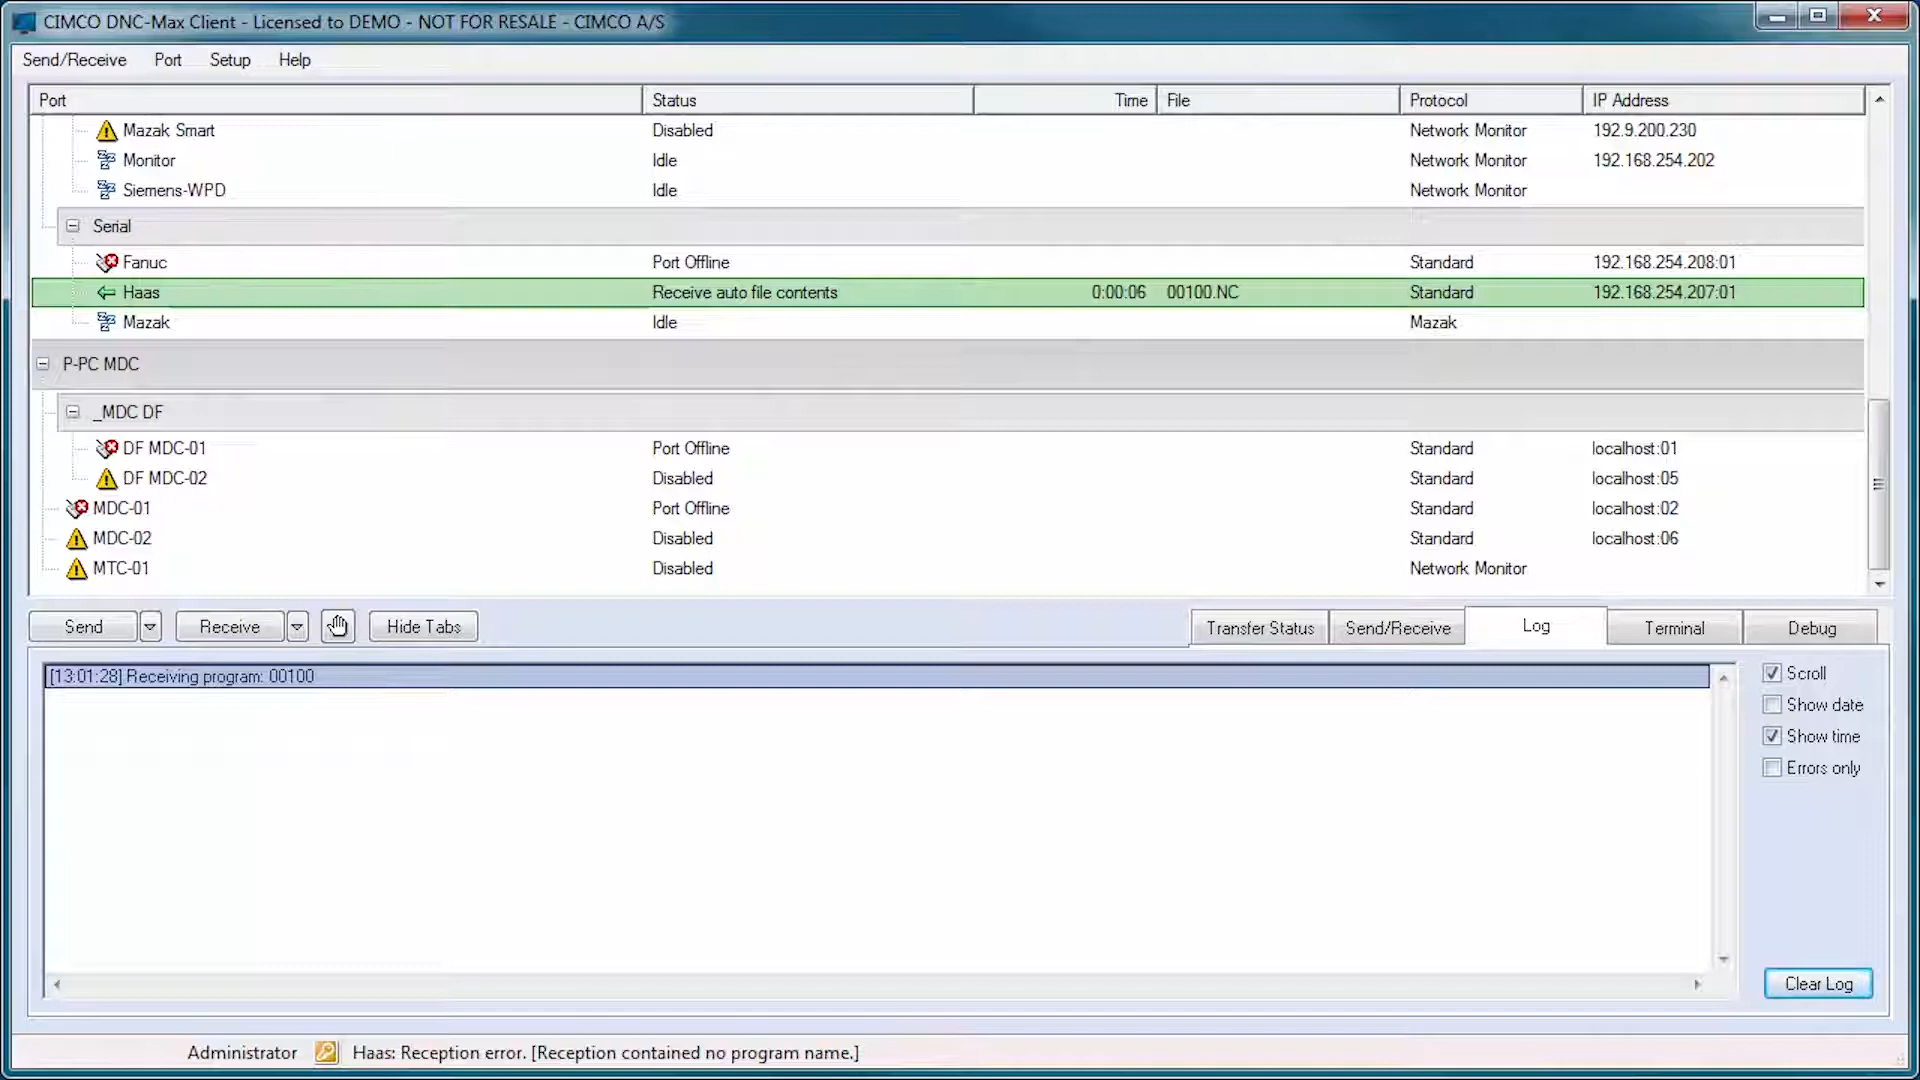 CIMCO DNC-Max Client - Licensed to DEMO - NOT FOR RESALE - CIMCO A/S
Send/Receive Port Setup Help
Port Status Time File Protocol IP Address
Mazak Smart Disabled Network Monitor 192.9.200.230
Monitor Idle Network Monitor 192.168.254.202
Siemens-WPD Idle Network Monitor
Serial
Fanuc Port Offline Standard 192.168.254.208:01
Haas Receive auto file contents 0:00:06 00100.NC Standard 192.168.254.207:01
Mazak Idle Mazak
P-PC MDC
_MDC DF
DF MDC-01 Port Offline Standard localhost:01
DF MDC-02 Disabled Standard localhost:05
MDC-01 Port Offline Standard localhost:02
MDC-02 Disabled Standard localhost:06
MTC-01 Disabled Network Monitor
Send Receive Hide Tabs Transfer Status Send/Receive Log Terminal Debug
[13:01:28] Receiving program: 00100
Scroll
Show date
Show time
Errors only
Clear Log
Administrator Haas: Reception error. [Reception contained no program name.]